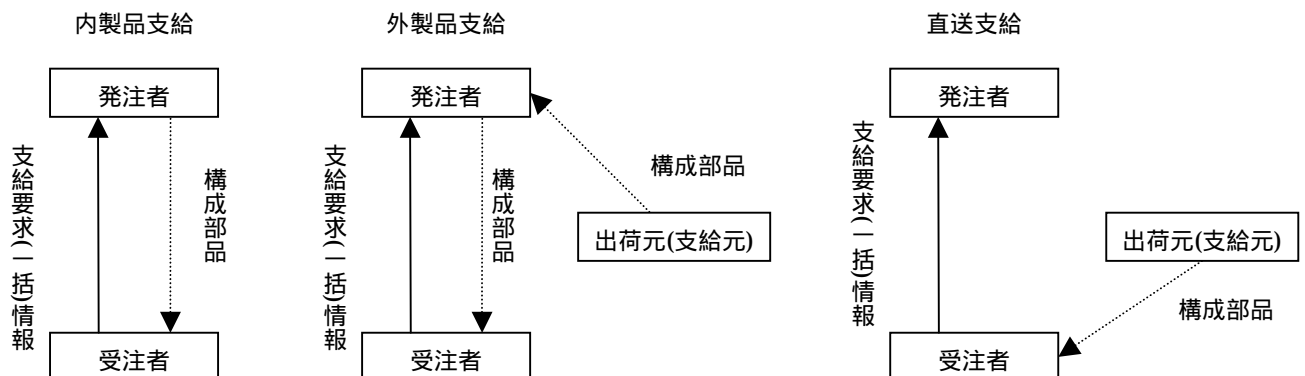 内製品支給
外製品支給
直送支給
発注者
発注者
発注者
支給要求(一括)情報
構成部品
支給要求(一括)情報
構成部品
構成部品
出荷元(支給元)
支給要求(一括)情報
出荷元(支給元)
構成部品
受注者
受注者
受注者